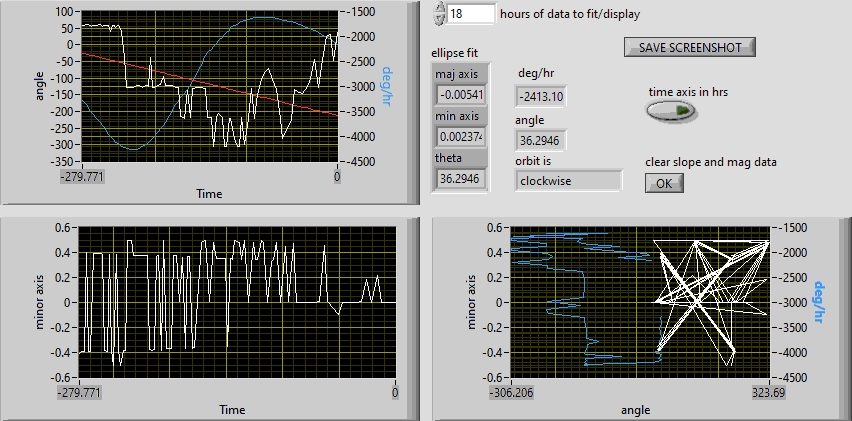 100
50
0
-50
-100
-150
-200
-250
-300
-350
angle
-1500
-2000
-2500
-3000
-3500
-4000
-4500
deg/hr
-279.771
0
Time
18 hours of data to fit/display
SAVE SCREENSHOT
ellipse fit
maj axis
-0.00541
min axis
0.002374
theta
36.2946
deg/hr
-2413.10
angle
36.2946
orbit is
clockwise
time axis in hrs
clear slope and mag data
OK
0.6
0.4
0.2
0
-0.2
-0.4
-0.6
minor axis
-279.771
0
Time
0.6
0.4
0.2
0
-0.2
-0.4
-0.6
minor axis
-1500
-2000
-2500
-3000
-3500
-4000
-4500
deg/hr
-306.206
323.69
angle